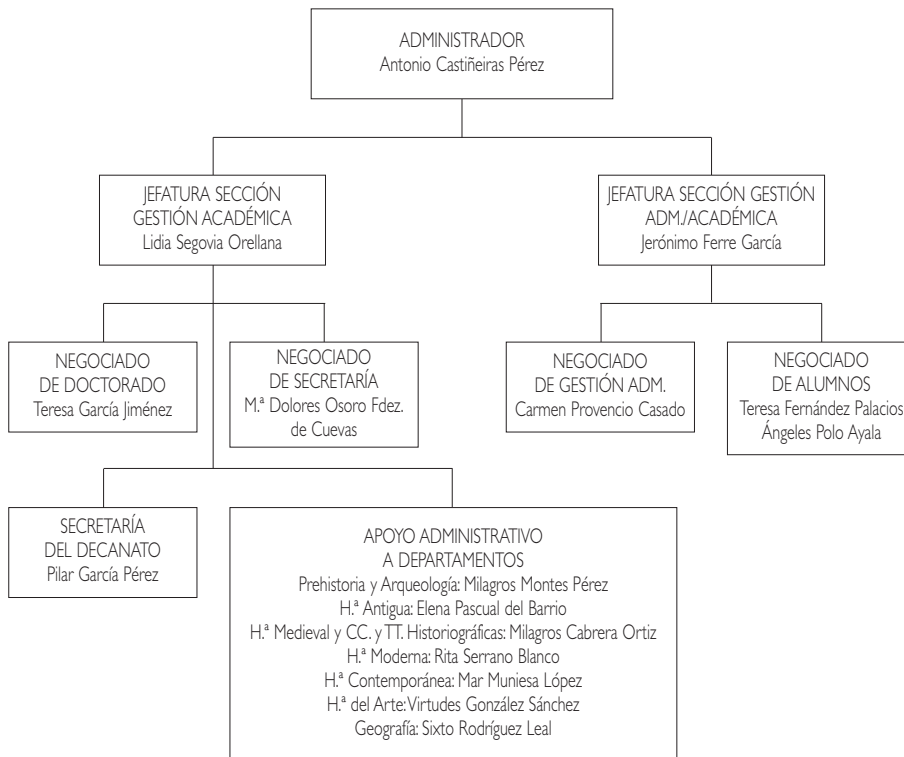 ADMINISTRADOR
Antonio Castiñeiras Pérez
JEFATURA SECCIÓN
GESTIÓN ACADÉMICA
Lidia Segovia Orellana
JEFATURA SECCIÓN GESTIÓN
ADM./ACADÉMICA
Jerónimo Ferre García
NEGOCIADO
DE DOCTORADO
Teresa García Jiménez
NEGOCIADO
DE SECRETARÍA
M.ª Dolores Osoro Fdez.
de Cuevas
NEGOCIADO
DE GESTIÓN ADM.
Carmen Provencio Casado
NEGOCIADO
DE ALUMNOS
Teresa Fernández Palacios
Ángeles Polo Ayala
SECRETARÍA
DEL DECANATO
Pilar García Pérez
APOYO ADMINISTRATIVO
A DEPARTAMENTOS
Prehistoria y Arqueología: Milagros Montes Pérez
H.ª Antigua: Elena Pascual del Barrio
H.ª Medieval y CC. y TT. Historiográficas: Milagros Cabrera Ortiz
H.ª Moderna: Rita Serrano Blanco
H.ª Contemporánea: Mar Muniesa López
H.ª del Arte: Virtudes González Sánchez
Geografía: Sixto Rodríguez Leal